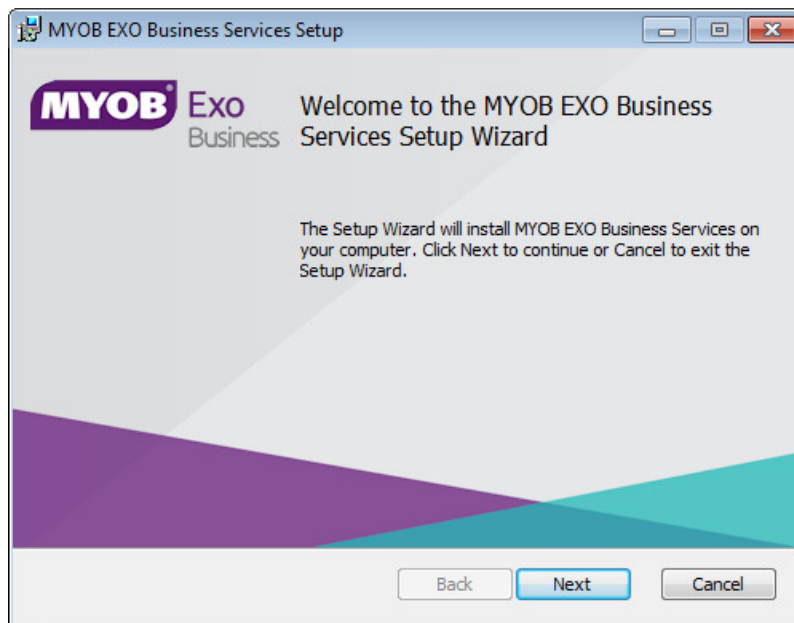 MYOB EXO Business Services Setup
MYOB Exo
Business
Welcome to the MYOB EXO Business
Services Setup Wizard
The Setup Wizard will install MYOB EXO Business Services on
your computer. Click Next to continue or Cancel to exit the
Setup Wizard.
Back Next Cancel